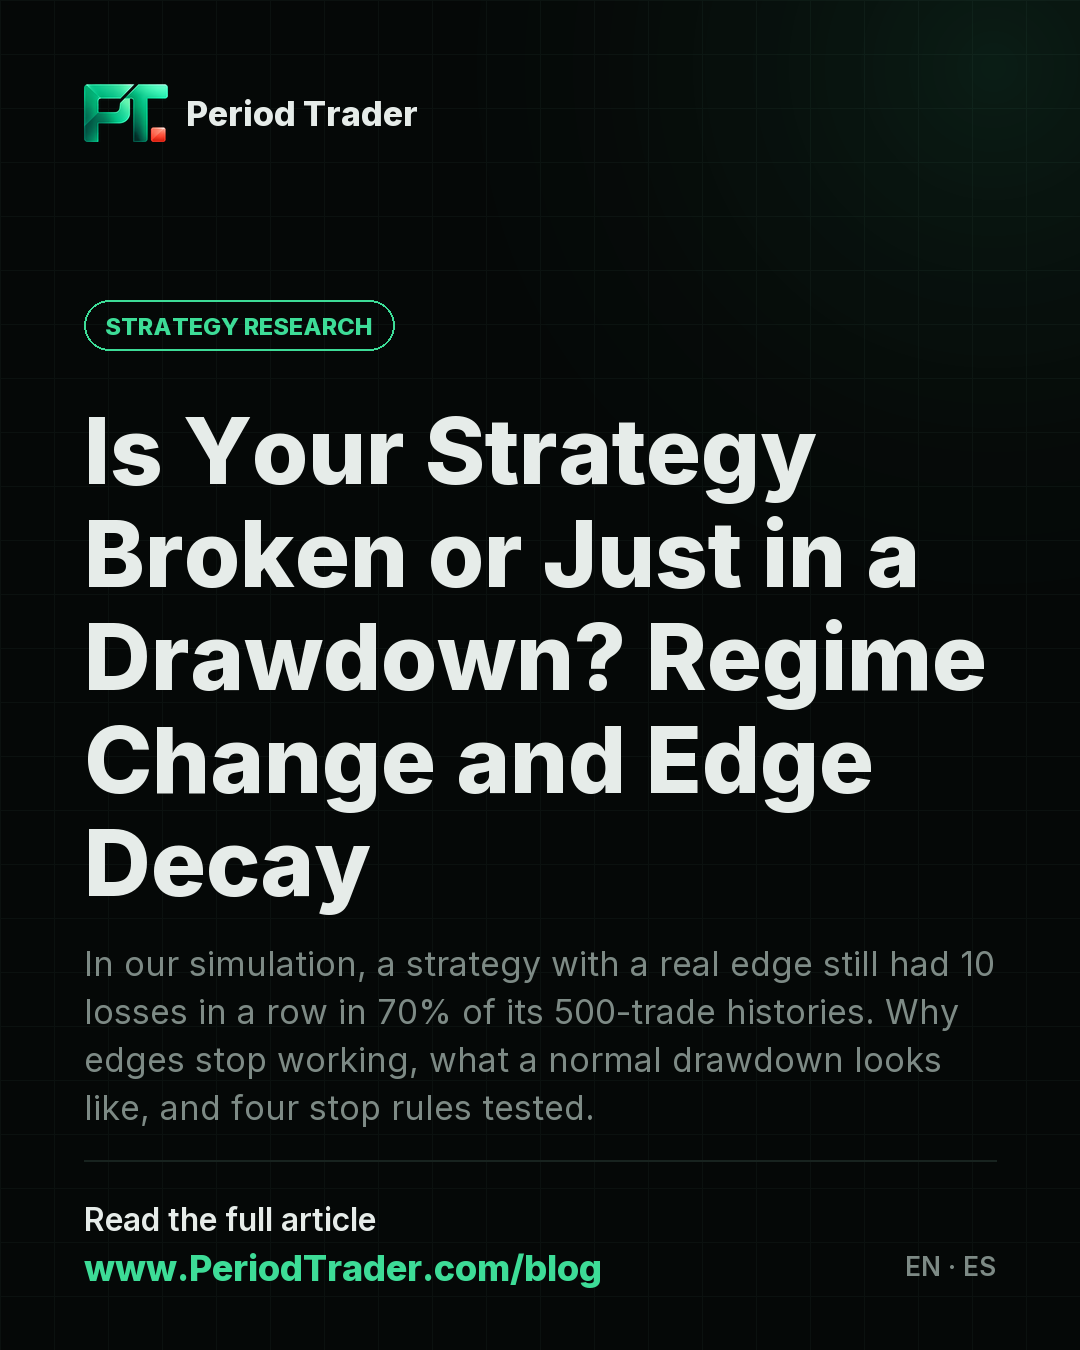 PT.
Period Trader
STRATEGY RESEARCH
Is Your Strategy
Broken or Just in a
Drawdown? Regime
Change and Edge
Decay
In our simulation, a strategy with a real edge still had 10
losses in a row in 70% of its 500-trade histories. Why
edges stop working, what a normal drawdown looks
like, and four stop rules tested.
Read the full article
www.PeriodTrader.com/blog
EN · ES